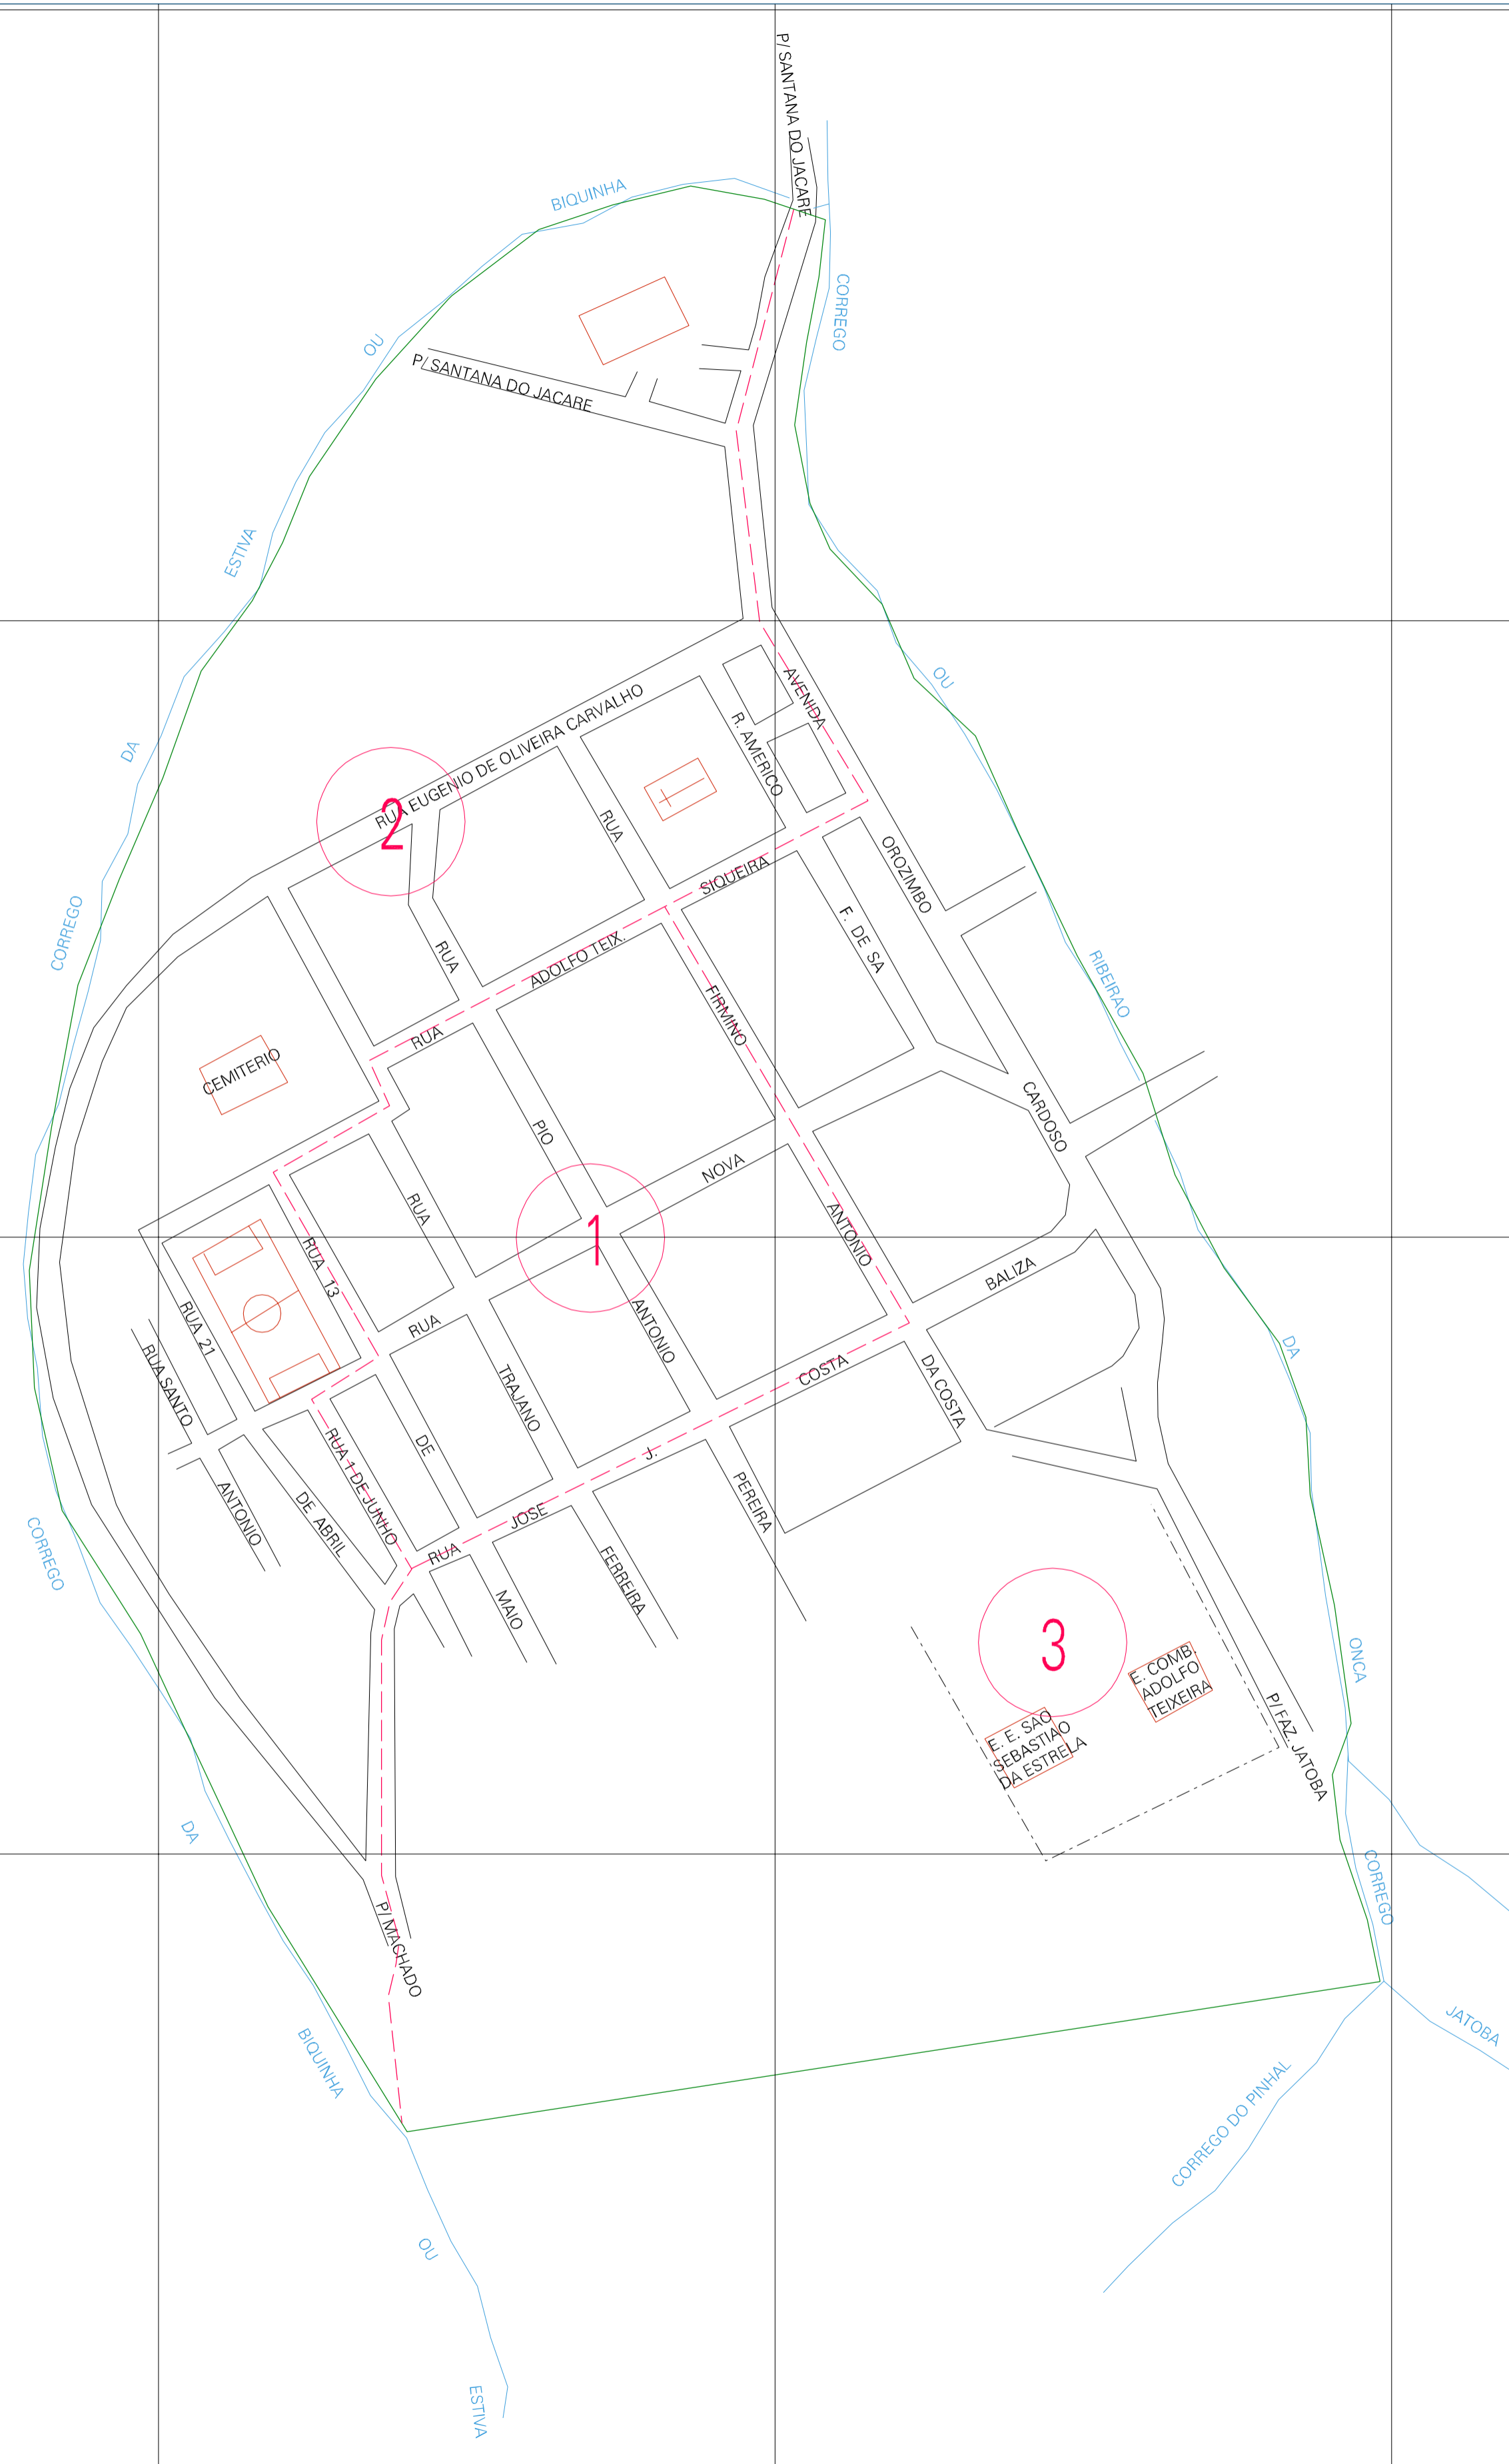 P/ SANTANA DO JACARE
BIQUINHA
CORREGO
OU
P/ SANTANA DO JACARE
ESTIVA
OU
AVENIDA
RUA EUGENIO DE OLIVEIRA CARVALHO
R. AMERICO
DA
2
RUA
SIQUEIRA
OROZIMBO
CORREGO
RUA
ADOLFO TEIX.
F. DE SA
RIBEIRAO
FIRMINO
RUA
CEMITERIO
CARDOSO
PIO
NOVA
RUA
1
ANTONIO
RUA 13
BALIZA
RUA 21
RUA
ANTONIO
DA
RUA SANTO
TRAJANO
COSTA
DA COSTA
DE
J.
RUA 1 DE JUNHO
PEREIRA
ANTONIO
DE ABRIL
JOSE
RUA
CORREGO
FERREIRA
MAIO
3
ONCA
E. COMB.
ADOLFO
TEIXEIRA
E. E. SAO
SEBASTIAO
DA ESTRELA
P/ FAZ. JATOBA
DA
CORREGO
P/ MACHADO
BIQUINHA
JATOBA
CORREGO DO PINHAL
OU
ESTIVA